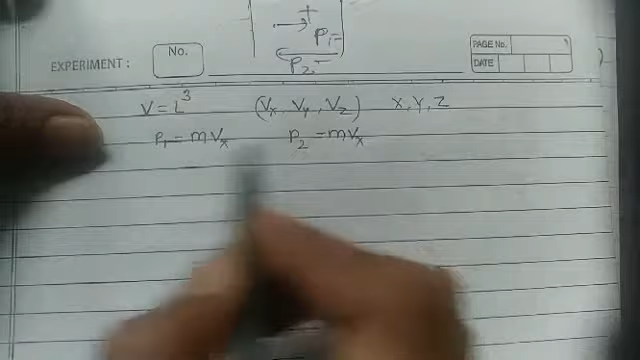 +
P₁-
P₂-
EXPERIMENT :
No.
PAGE No.
DATE
V = L³ (Vx, Vy, Vz) X, Y, Z
P₁ = mVx P₂ = mVx